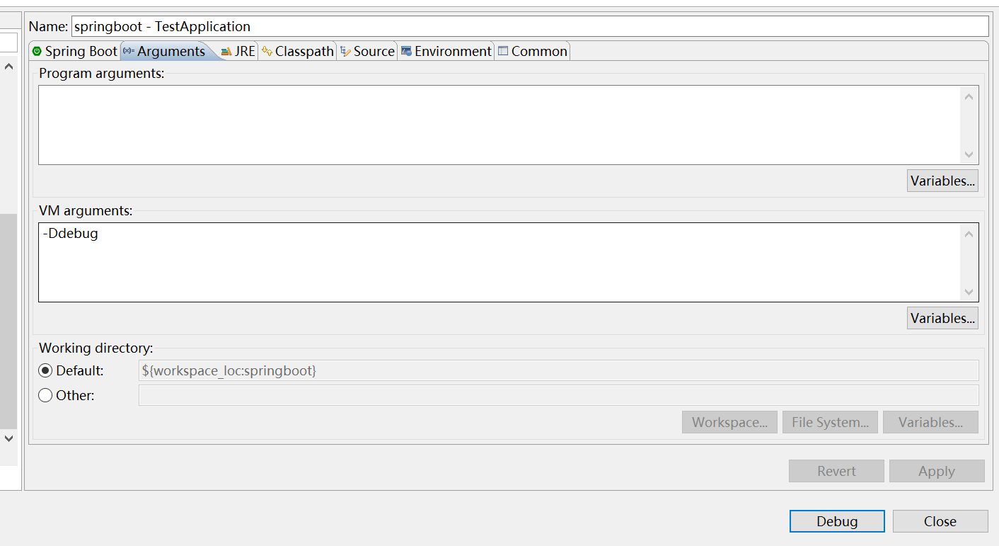 Name: springboot - TestApplication
Spring Boot (x)= Arguments JRE Classpath Source Environment Common
Program arguments:
Variables...
VM arguments:
-Ddebug
Variables...
Working directory:
Default: ${workspace_loc:springboot}
Other:
Workspace... File System... Variables...
Revert Apply
Debug Close